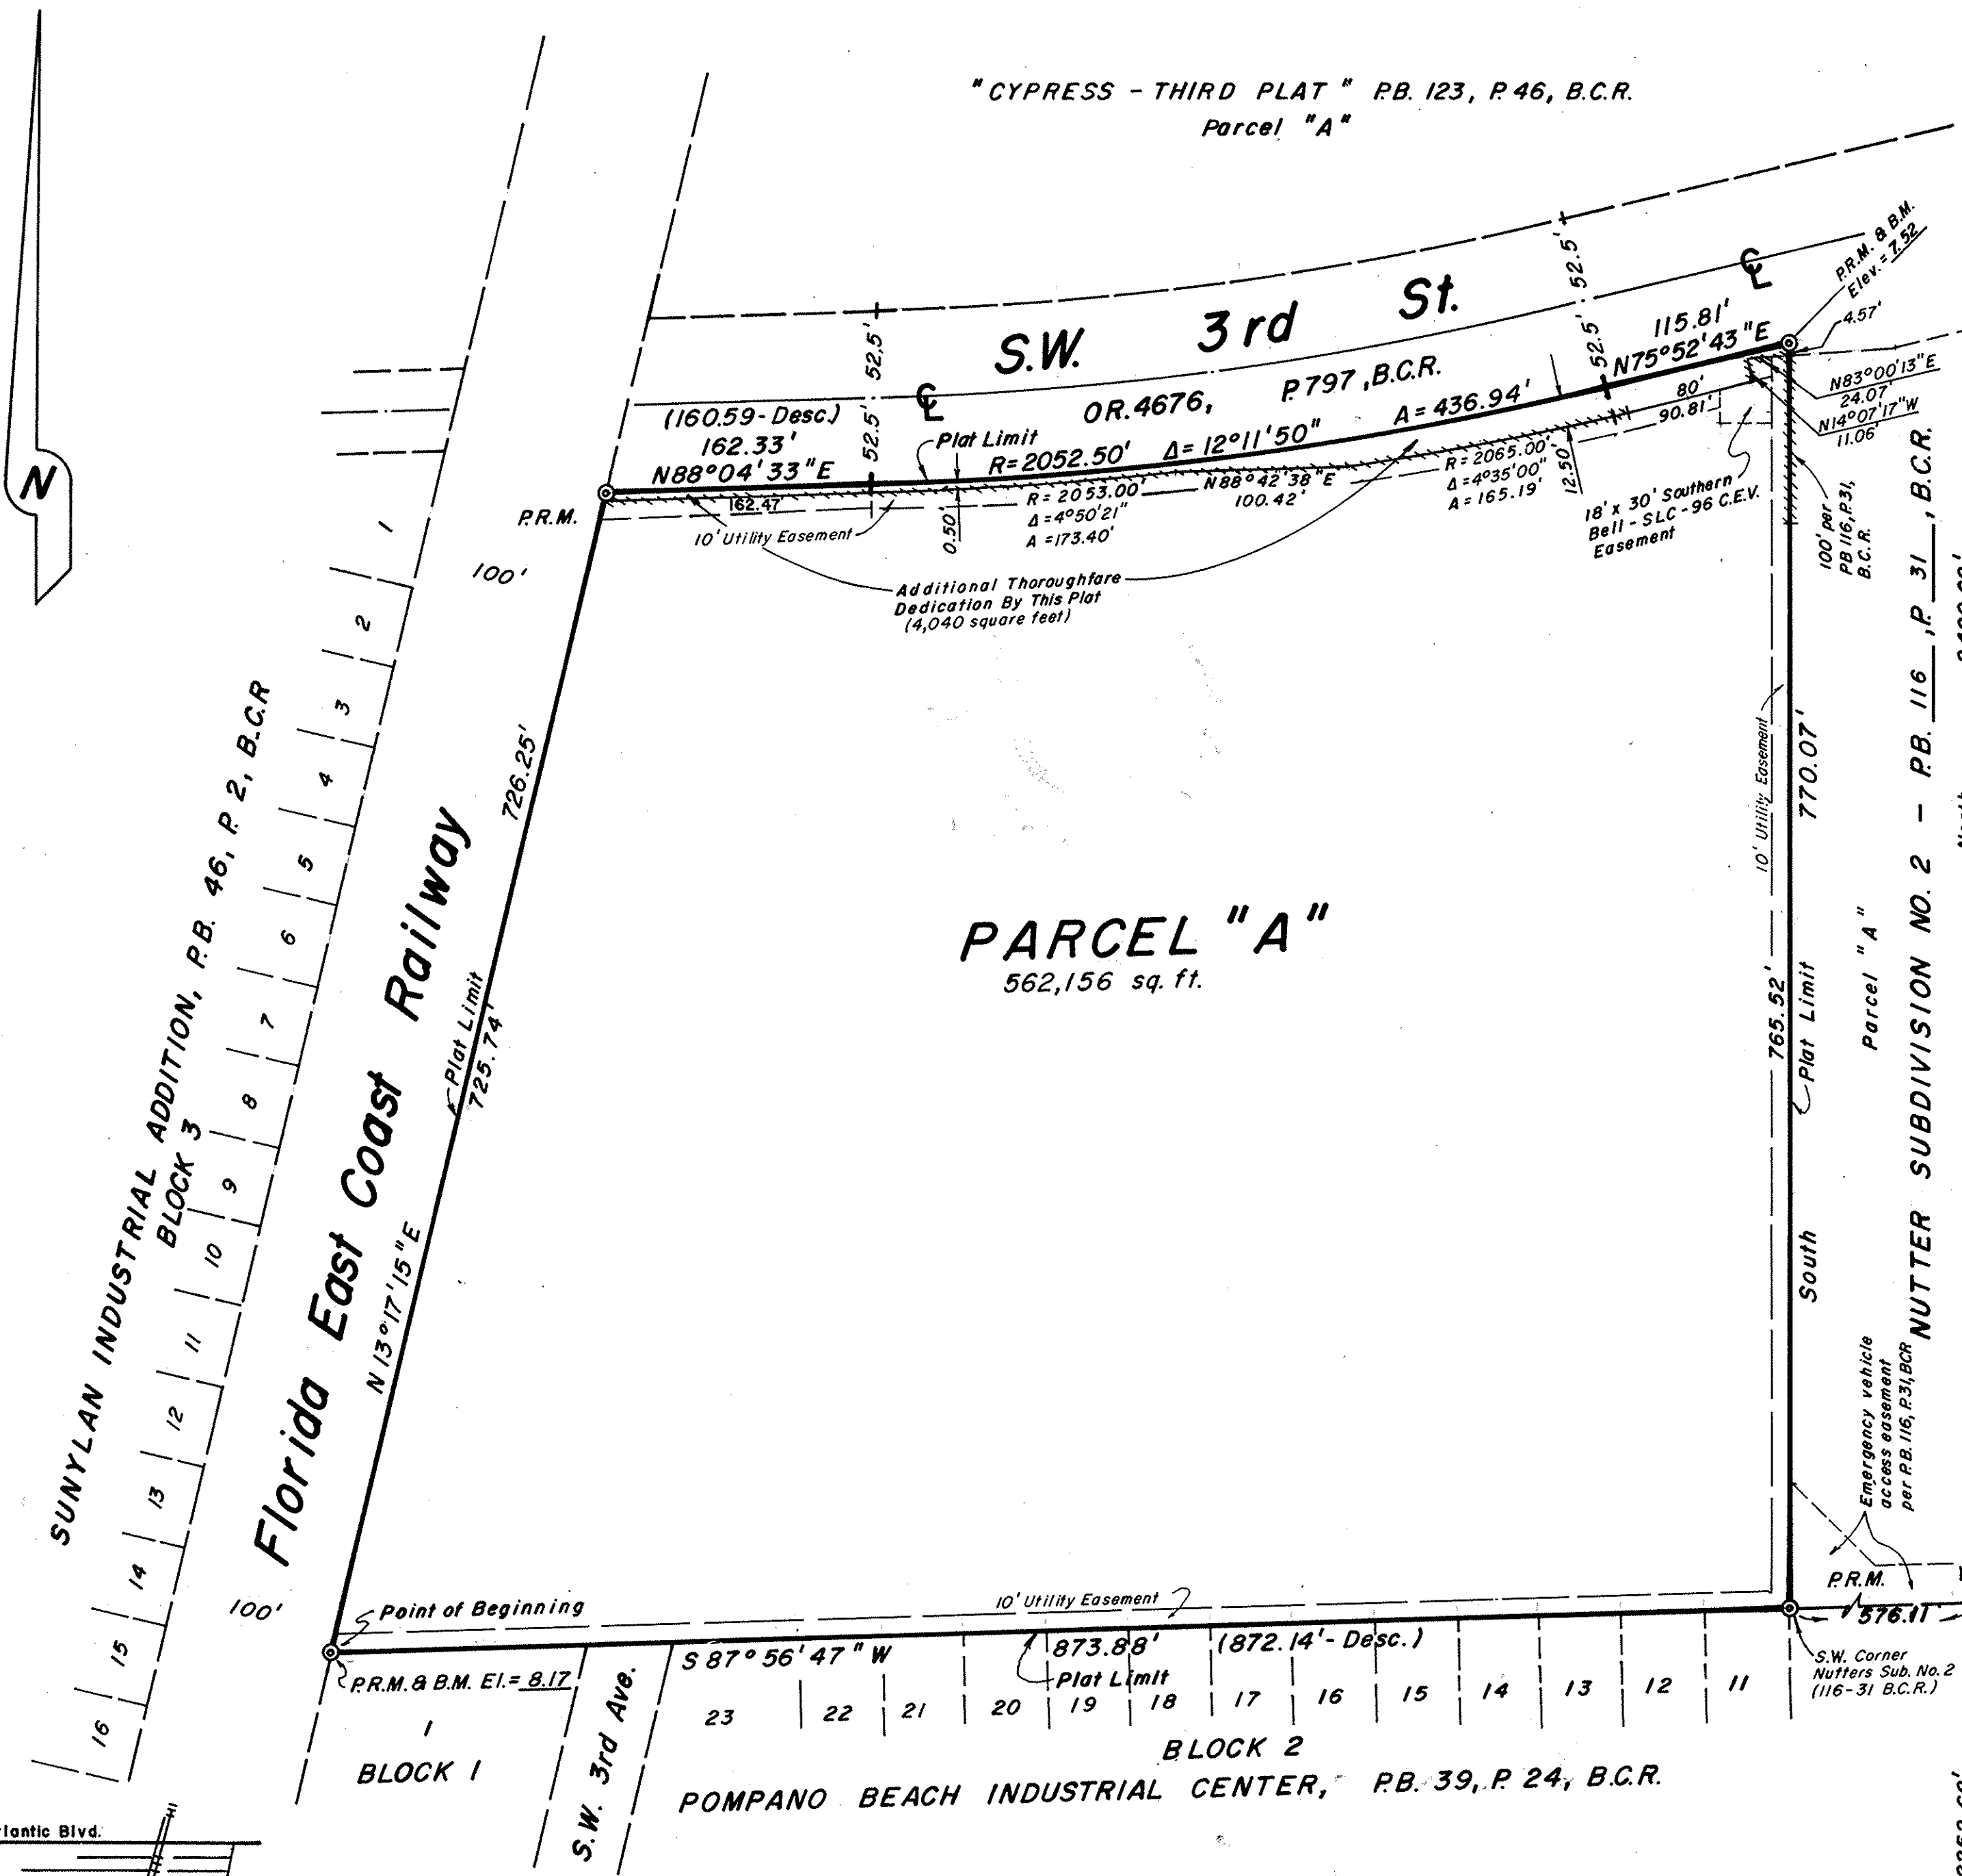 "CYPRESS - THIRD PLAT" P.B. 123, P. 46, B.C.R.
Parcel "A"
N
P.R.M. & B.M.
Elev. = 7.52
4.57'
52.5'
52.5'
52.5'
52.5'
S.W. 3rd St.
℄
℄
115.81'
N75°52'43"E
N83°00'13"E
24.07'
N14°07'17"W
11.06'
(160.59-Desc.)
162.33'
N88°04'33"E
OR.4676, P.797, B.C.R.
Plat Limit
R=2052.50' Δ=12°11'50" A=436.94'
80'
90.81'
162.47
P.R.M.
10' Utility Easement
0.50'
R=2053.00'
Δ=4°50'21"
A=173.40'
N88°42'38"E
100.42'
R=2065.00'
Δ=4°35'00"
A=165.19'
12.50'
18' x 30' Southern
Bell-SLC-96 C.E.V.
Easement
100' per
PB 116, P.31,
B.C.R.
Additional Thoroughfare
Dedication By This Plat
(4,040 square feet)
100'
1
2
3
4
5
6
7
8
9
10
11
12
13
14
15
16
SUNYLAN INDUSTRIAL ADDITION, P.B. 46, P. 2, B.C.R
BLOCK 3
Florida East Coast Railway
100'
726.25'
Plat Limit
725.74'
N 13°17'15"E
PARCEL "A"
562,156 sq. ft.
10' Utility Easement
770.07'
765.52'
Plat Limit
South
Parcel "A"
NUTTER SUBDIVISION NO. 2 - P.B. 116, P. 31, B.C.R.
Emergency vehicle
access easement
per P.B. 116, P.31, BCR
P.R.M.
576.11'
S.W. Corner
Nutters Sub. No. 2
(116-31 B.C.R.)
Point of Beginning
10' Utility Easement
P.R.M. & B.M. El.= 8.17
S 87°56'47"W
873.88'
(872.14'-Desc.)
Plat Limit
1
BLOCK 1
S.W. 3rd Ave.
23 22 21 20 19 18 17 16 15 14 13 12 11
BLOCK 2
POMPANO BEACH INDUSTRIAL CENTER, P.B. 39, P. 24, B.C.R.
lantic Blvd.